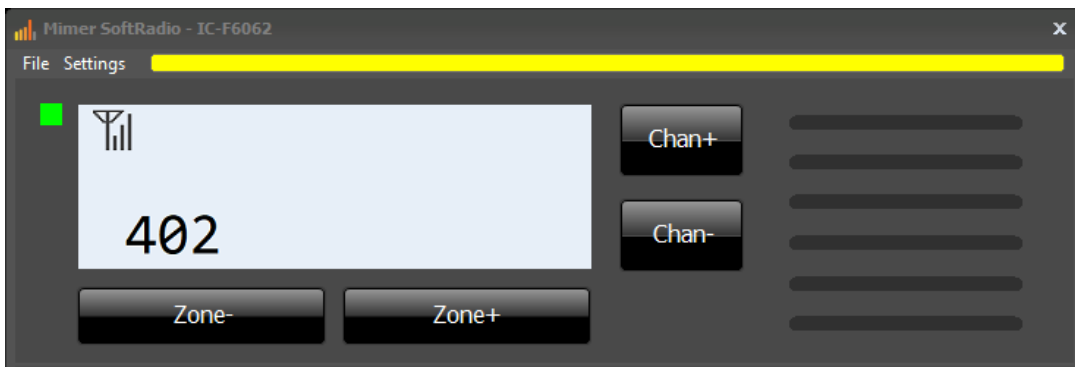 Mimer SoftRadio - IC-F6062 x
File Settings
Chan+
402
Chan-
Zone- Zone+